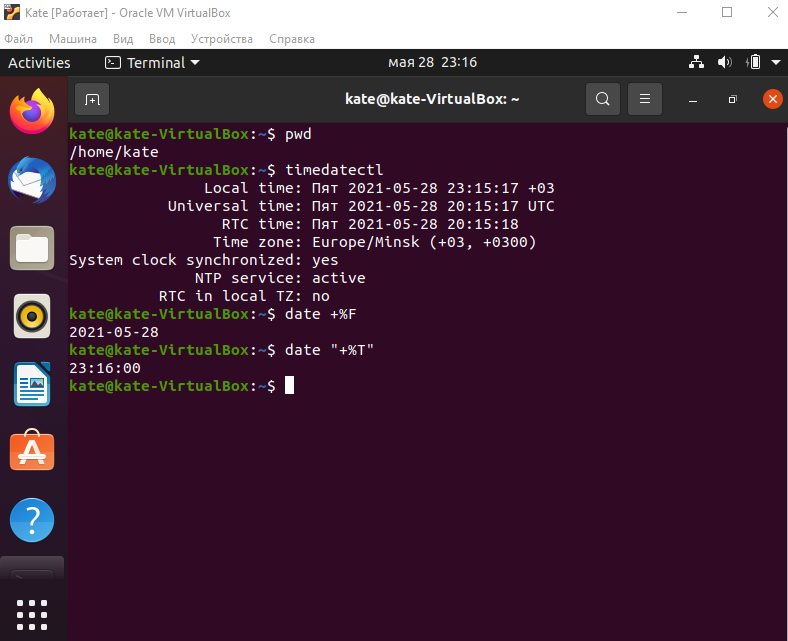 Kate [Работает] - Oracle VM VirtualBox
Файл Машина Вид Ввод Устройства Справка
Activities Terminal мая 28 23:16
kate@kate-VirtualBox: ~
kate@kate-VirtualBox:~$ pwd
/home/kate
kate@kate-VirtualBox:~$ timedatectl
Local time: Пят 2021-05-28 23:15:17 +03
Universal time: Пят 2021-05-28 20:15:17 UTC
RTC time: Пят 2021-05-28 20:15:18
Time zone: Europe/Minsk (+03, +0300)
System clock synchronized: yes
NTP service: active
RTC in local TZ: no
kate@kate-VirtualBox:~$ date +%F
2021-05-28
kate@kate-VirtualBox:~$ date "+%T"
23:16:00
kate@kate-VirtualBox:~$